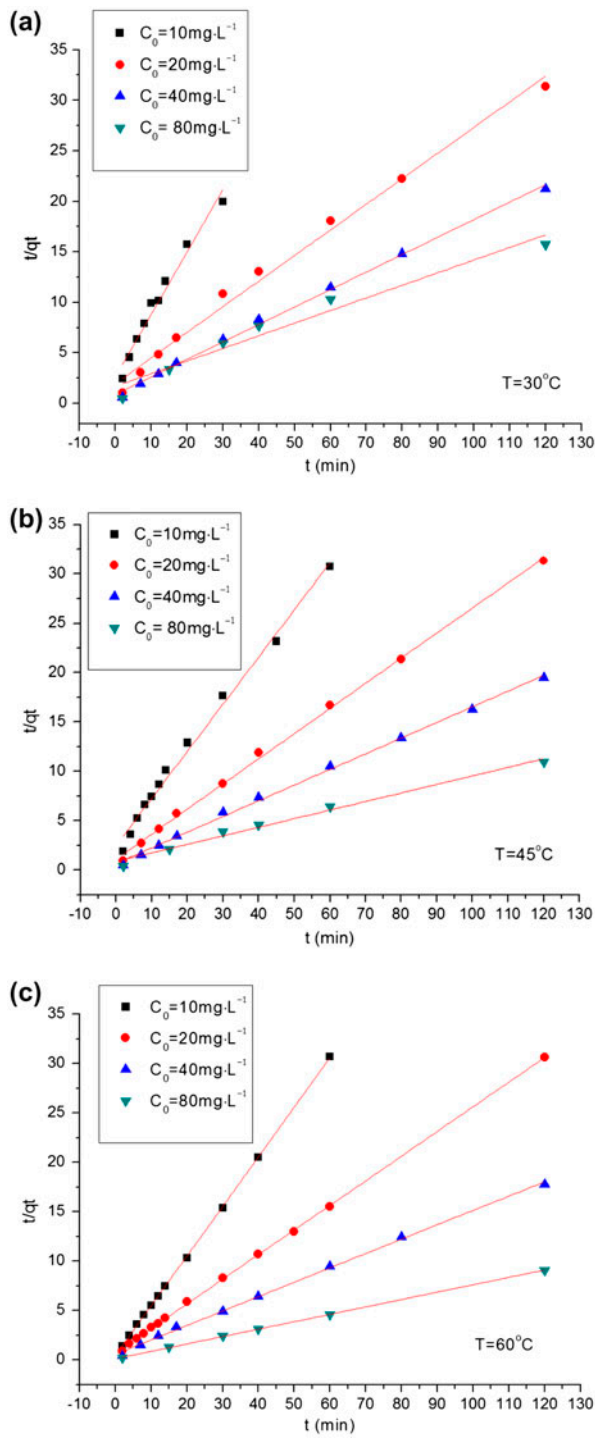 (a)
C₀=10mg·L⁻¹
C₀=20mg·L⁻¹
C₀=40mg·L⁻¹
C₀= 80mg·L⁻¹
35
30
25
20
15
10
5
0
t/qt
T=30°C
-10 0 10 20 30 40 50 60 70 80 90 100 110 120 130
t (min)
(b)
C₀=10mg·L⁻¹
C₀=20mg·L⁻¹
C₀=40mg·L⁻¹
C₀= 80mg·L⁻¹
35
30
25
20
15
10
5
0
t/qt
T=45°C
-10 0 10 20 30 40 50 60 70 80 90 100 110 120 130
t (min)
(c)
C₀=10mg·L⁻¹
C₀=20mg·L⁻¹
C₀=40mg·L⁻¹
C₀=80mg·L⁻¹
35
30
25
20
15
10
5
0
t/qt
T=60°C
-10 0 10 20 30 40 50 60 70 80 90 100 110 120 130
t (min)